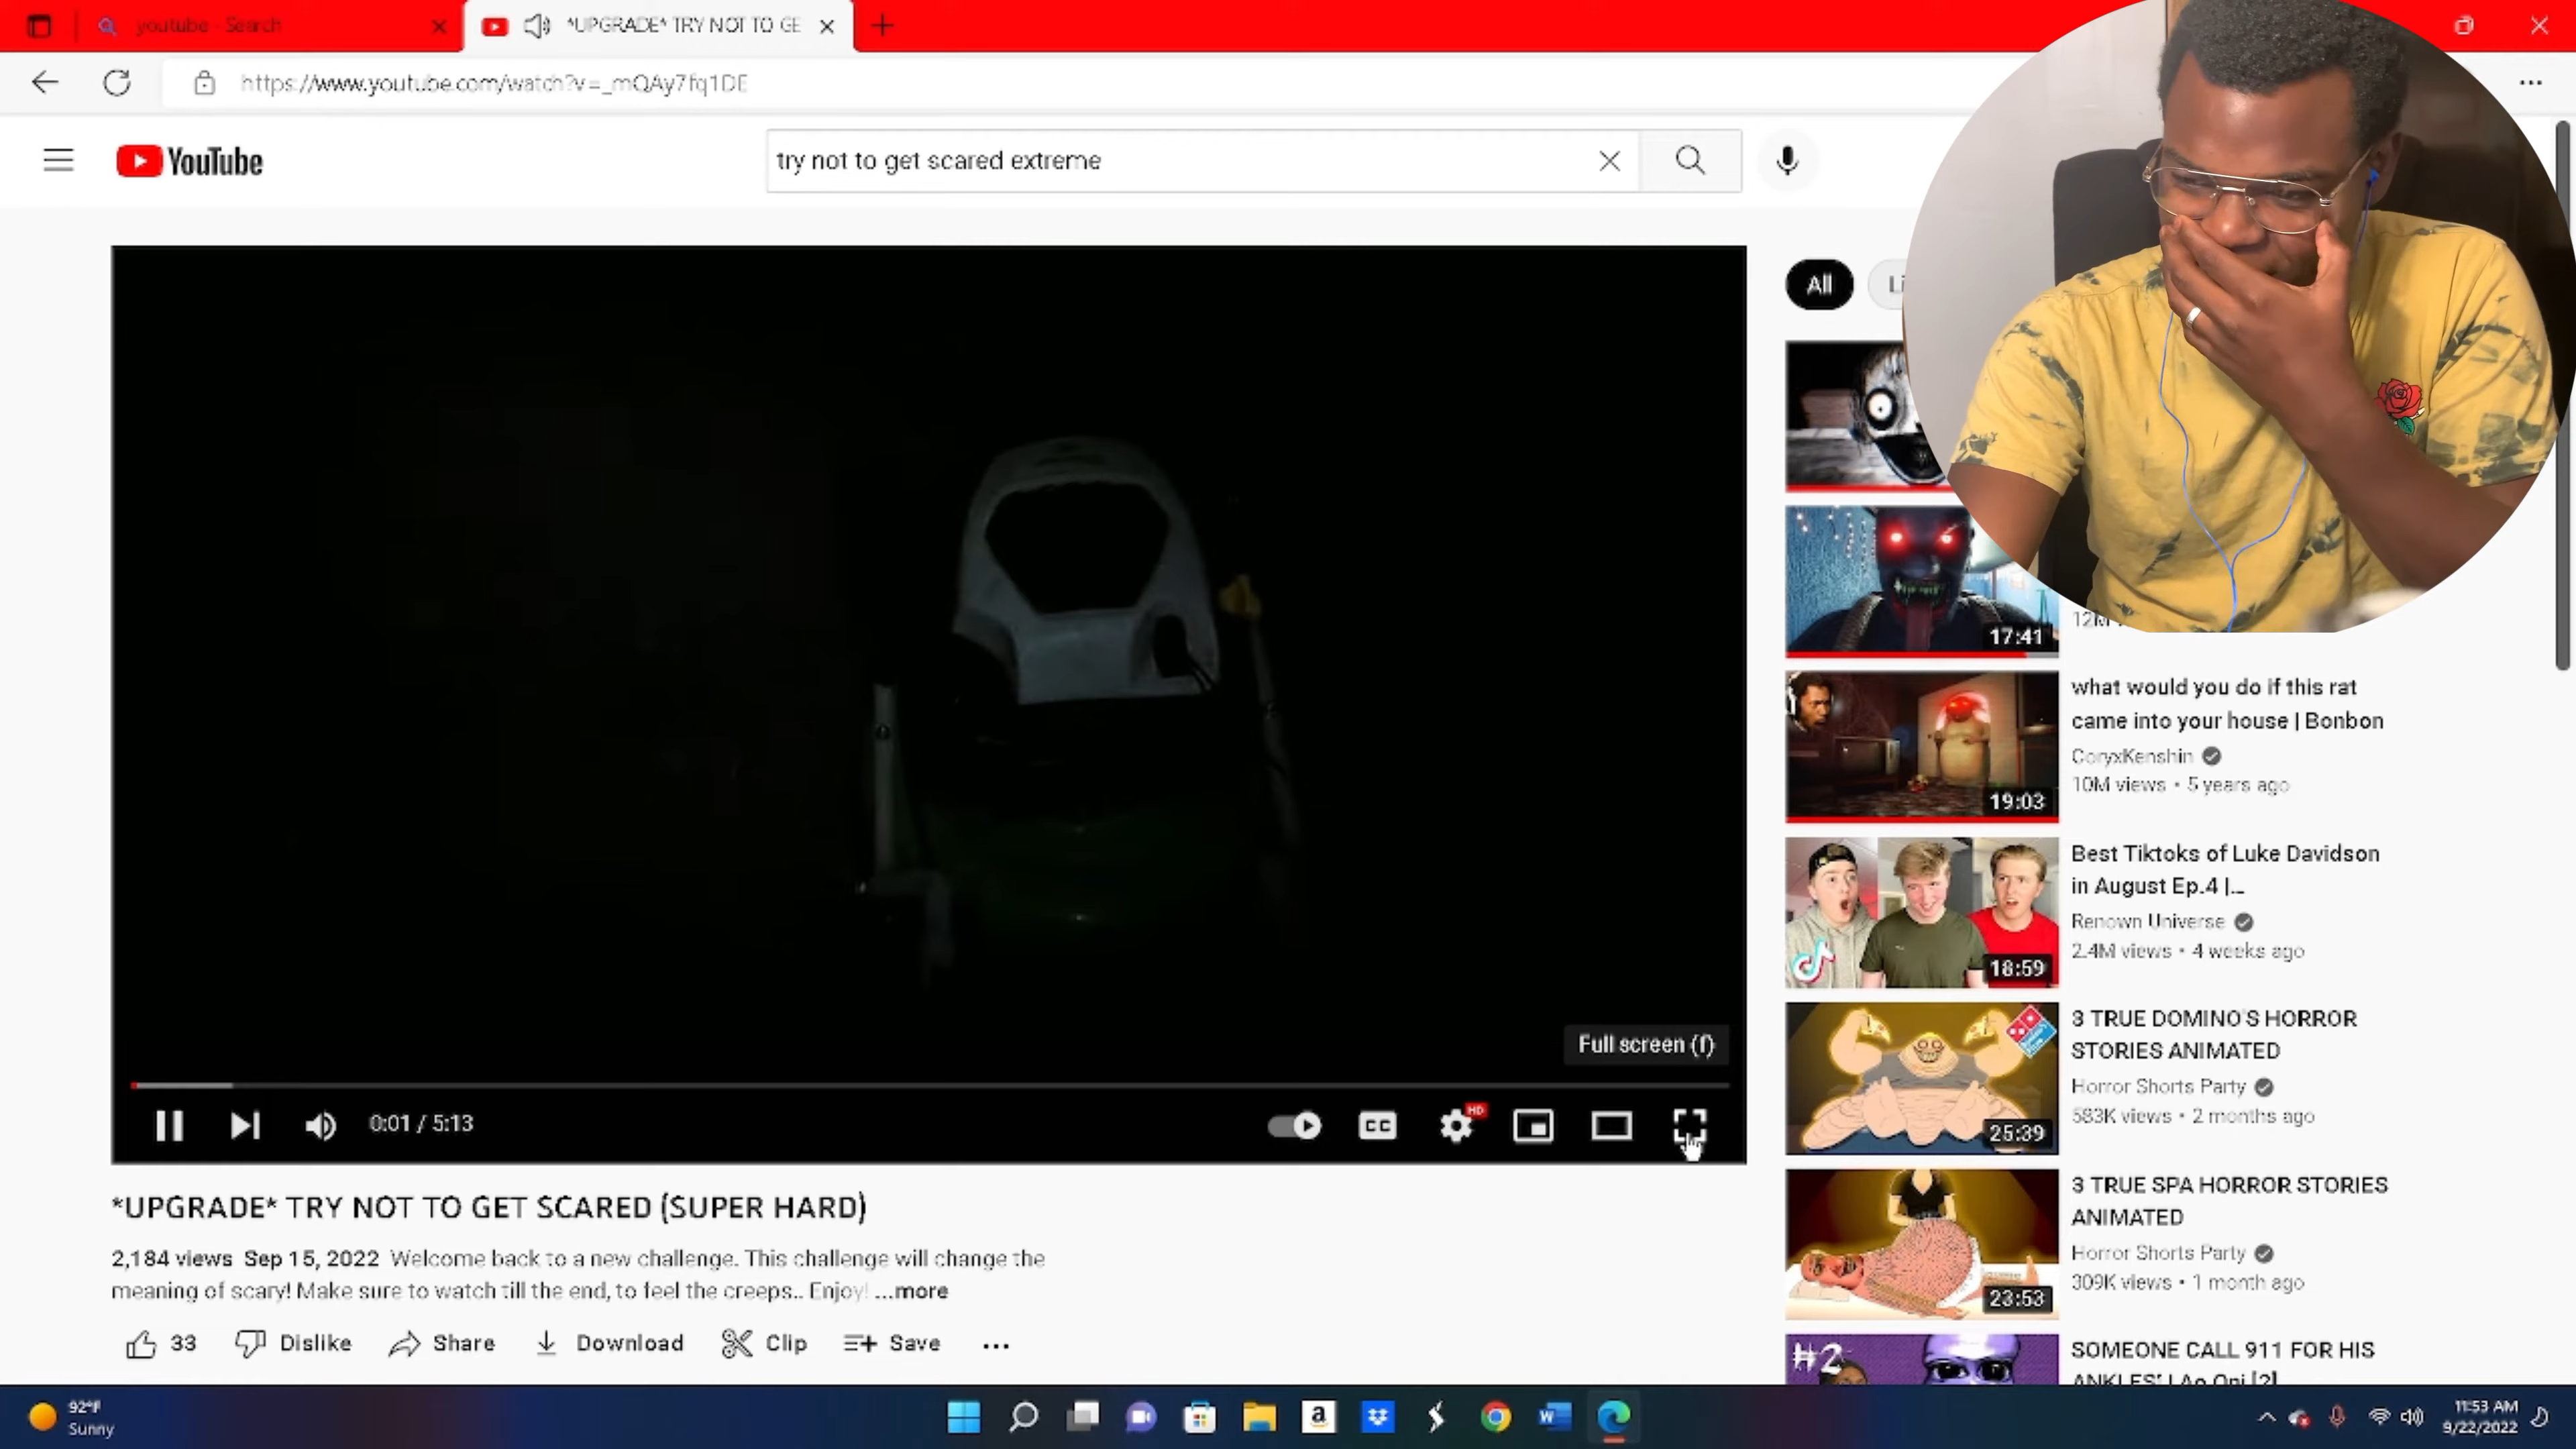 youtube - Search
*UPGRADE* TRY NOT TO GE
https://www.youtube.com/watch?v=_mQAy7fq1DE
YouTube
try not to get scared extreme
All
17:41
what would you do if this rat
came into your house | Bonbon
CoryxKenshin
10M views • 5 years ago
19:03
Best Tiktoks of Luke Davidson
in August Ep.4 |...
Renown Universe
2.4M views • 4 weeks ago
18:59
3 TRUE DOMINO'S HORROR
STORIES ANIMATED
Horror Shorts Party
583K views • 2 months ago
25:39
3 TRUE SPA HORROR STORIES
ANIMATED
Horror Shorts Party
309K views • 1 month ago
23:53
#2
SOMEONE CALL 911 FOR HIS
ANKLES' | Ao Oni [2]
Full screen (f)
0:01 / 5:13
CC
HD
*UPGRADE* TRY NOT TO GET SCARED (SUPER HARD)
2,184 views Sep 15, 2022 Welcome back to a new challenge. This challenge will change the
meaning of scary! Make sure to watch till the end, to feel the creeps.. Enjoy! ...more
33 Dislike Share Download Clip Save
92°F
Sunny
11:53 AM
9/22/2022